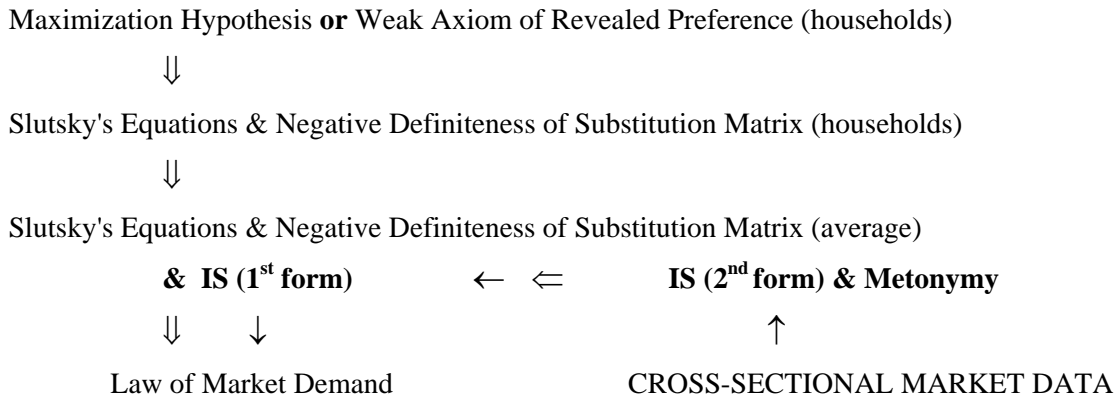 Maximization Hypothesis or Weak Axiom of Revealed Preference (households)
⇓
Slutsky's Equations & Negative Definiteness of Substitution Matrix (households)
⇓
Slutsky's Equations & Negative Definiteness of Substitution Matrix (average)
& IS (1st form) ← ⇐ IS (2nd form) & Metonymy
⇓ ↓ ↑
Law of Market Demand CROSS-SECTIONAL MARKET DATA